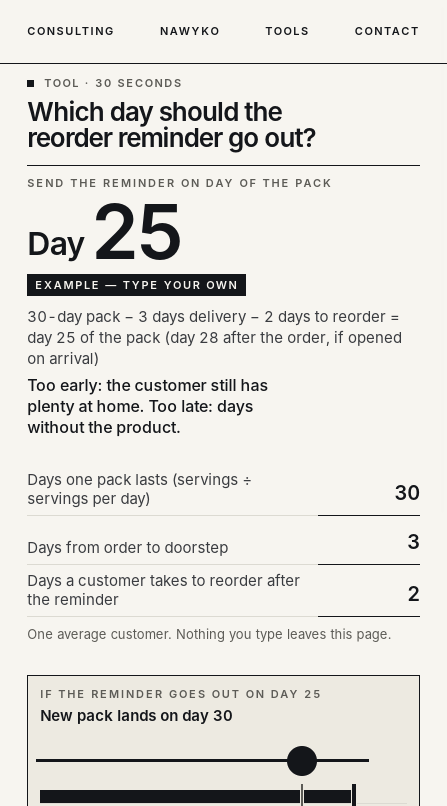 CONSULTING NAWYKO TOOLS CONTACT
TOOL · 30 SECONDS
Which day should the
reorder reminder go out?
SEND THE REMINDER ON DAY OF THE PACK
Day 25
EXAMPLE — TYPE YOUR OWN
30-day pack − 3 days delivery − 2 days to reorder =
day 25 of the pack (day 28 after the order, if opened
on arrival)
Too early: the customer still has
plenty at home. Too late: days
without the product.
Days one pack lasts (servings ÷
servings per day)
30
Days from order to doorstep
3
Days a customer takes to reorder after
the reminder
2
One average customer. Nothing you type leaves this page.
IF THE REMINDER GOES OUT ON DAY 25
New pack lands on day 30